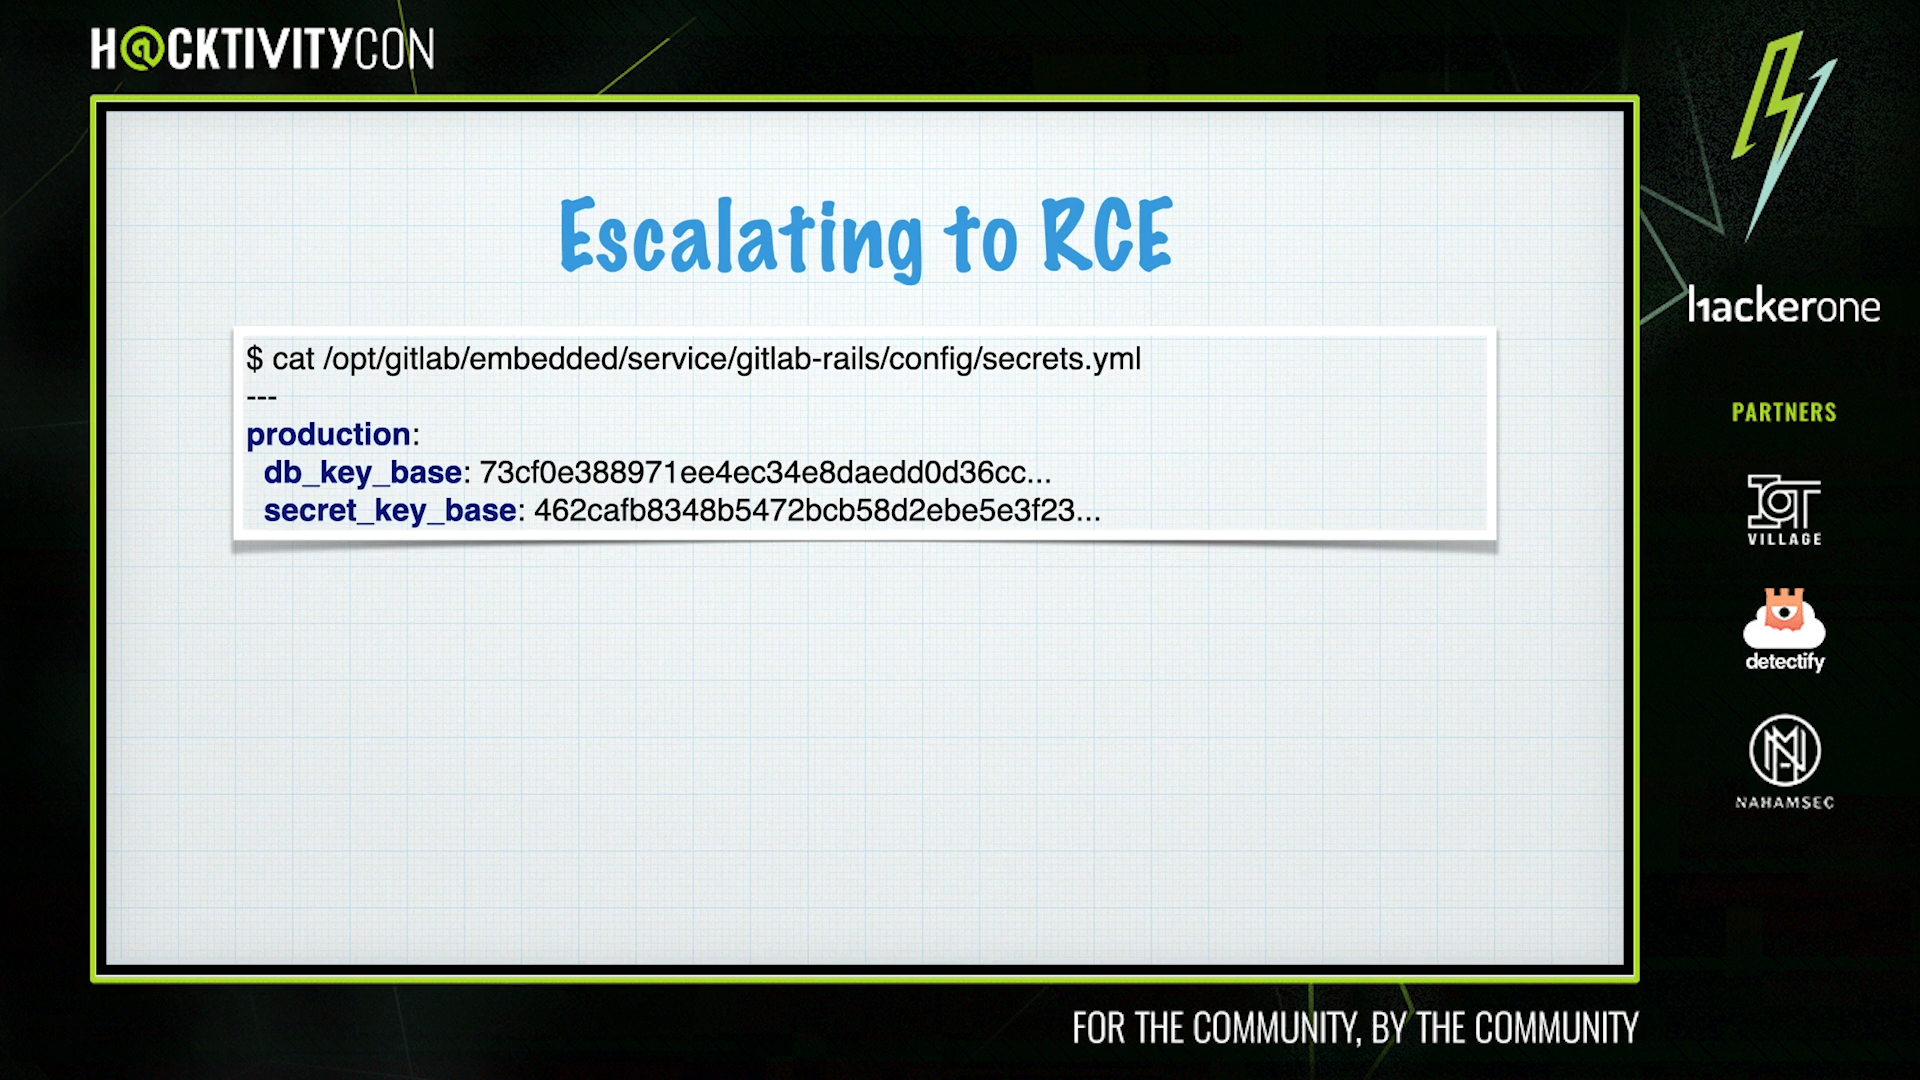 H@CKTIVITYCON
Escalating to RCE
$ cat /opt/gitlab/embedded/service/gitlab-rails/config/secrets.yml
---
production:
db_key_base: 73cf0e388971ee4ec34e8daedd0d36cc...
secret_key_base: 462cafb8348b5472bcb58d2ebe5e3f23...
hackerone
PARTNERS
IOT
VILLAGE
detectify
NAHAMSEC
FOR THE COMMUNITY, BY THE COMMUNITY